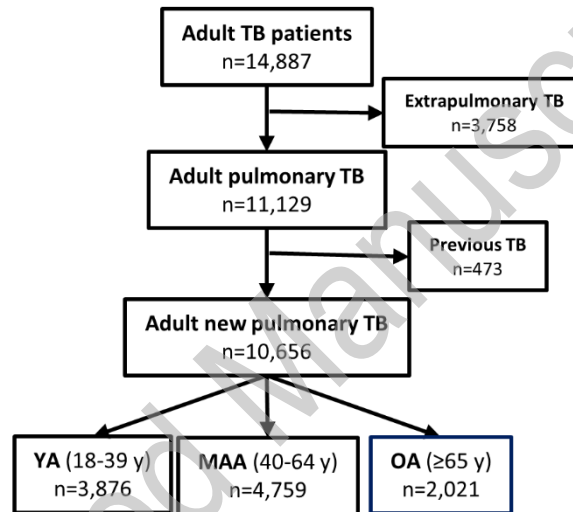 Adult TB patients
n=14,887
Extrapulmonary TB
n=3,758
Adult pulmonary TB
n=11,129
Previous TB
n=473
Adult new pulmonary TB
n=10,656
YA (18-39 y)
n=3,876
MAA (40-64 y)
n=4,759
OA (≥65 y)
n=2,021